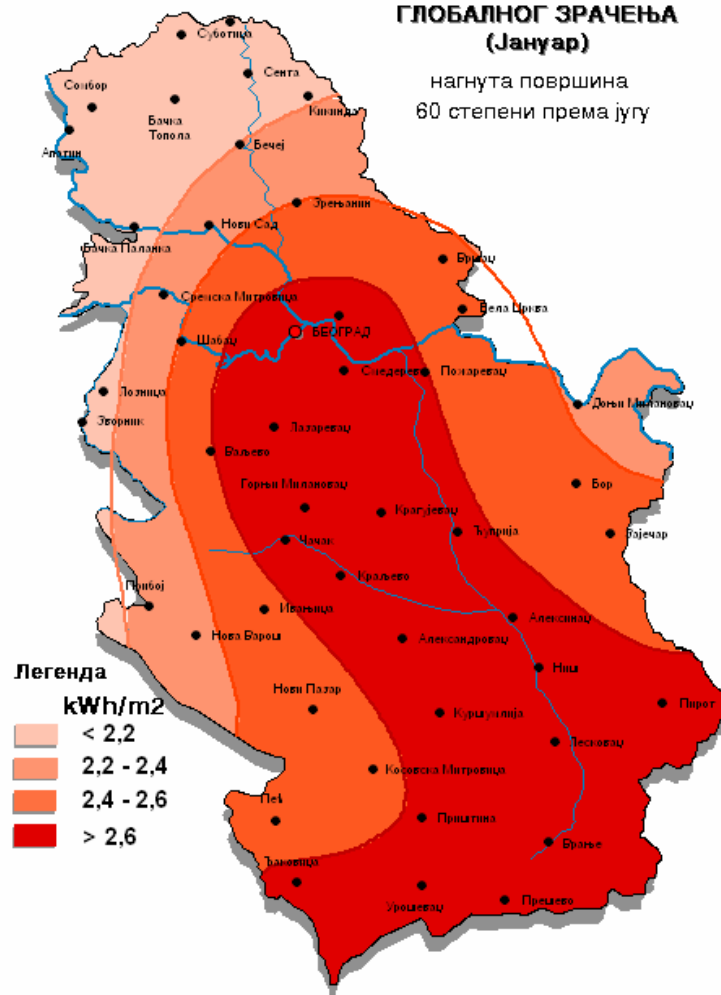 ГЛОБАЛНОГ ЗРАЧЕЊА
(Јануар)
нагнута површина
60 степени према југу
Суботица
Сента
Сомбор
Кикинда
Бачка
Топола
Апатин
Бечеј
Зрењанин
Нови Сад
Бачка Паланка
Вршац
Сремска Митровица
Бела Црква
БЕОГРАД
Шабац
Смедерево
Пожаревац
Лозница
Доњи Милановац
Зворник
Лазаревац
Ваљево
Горњи Милановац
Бор
Крагујевац
Ћуприја
Зајечар
Чачак
Краљево
Прибој
Ивањица
Алексинац
Нова Варош
Александровац
Ниш
Легенда
kWh/m2
Нови Пазар
Куршумлија
Пирот
< 2,2
Лесковац
2,2 - 2,4
Косовска Митровица
2,4 - 2,6
Пећ
Приштина
> 2,6
Врање
Ђаковица
Урошевац
Прешево